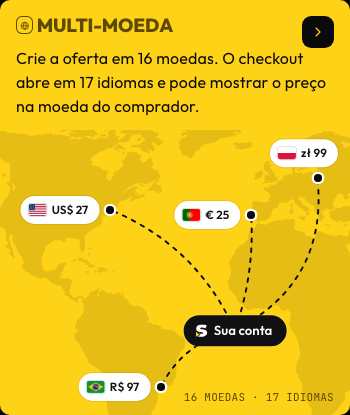 MULTI-MOEDA
Crie a oferta em 16 moedas. O checkout
abre em 17 idiomas e pode mostrar o preço
na moeda do comprador.
zł 99
US$ 27
€ 25
S Sua conta
R$ 97
16 MOEDAS · 17 IDIOMAS